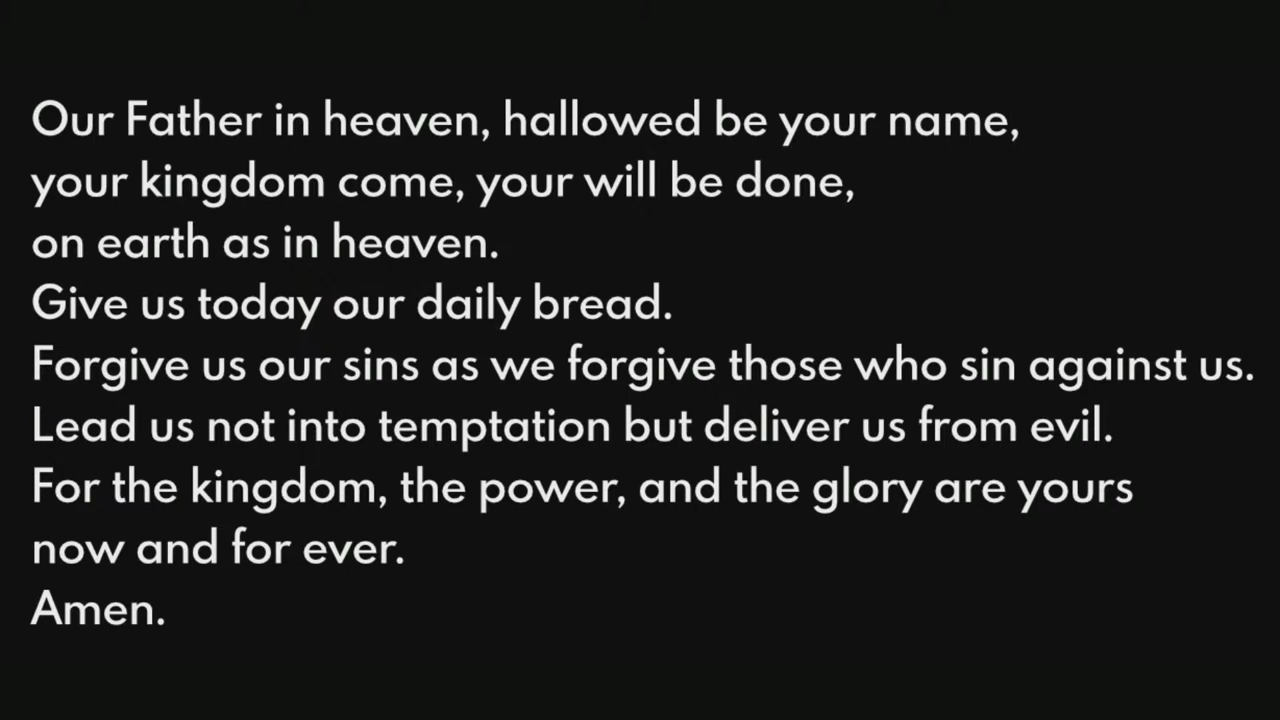 Our Father in heaven, hallowed be your name,
your kingdom come, your will be done,
on earth as in heaven.
Give us today our daily bread.
Forgive us our sins as we forgive those who sin against us.
Lead us not into temptation but deliver us from evil.
For the kingdom, the power, and the glory are yours
now and for ever.
Amen.